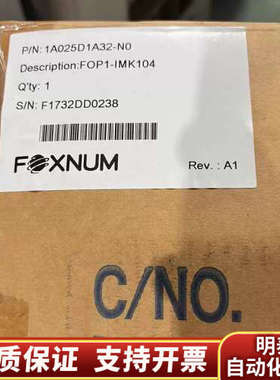 P/N: 1A025D1A32-N0
Description:FOP1-IMK104
Q'ty: 1
S/N: F1732DD0238
FOXNUM
Rev. : A1
C/NO.
质保证 支持开票
明
自动化